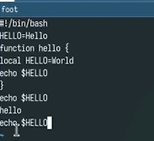 foot
#!/bin/bash
HELLO=Hello
function hello {
local HELLO=World
echo $HELLO
}
echo $HELLO
hello
echo $HELLO
~